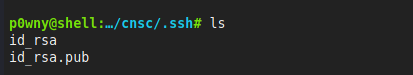 p0wny@shell:…/cnsc/.ssh# ls
id_rsa
id_rsa.pub